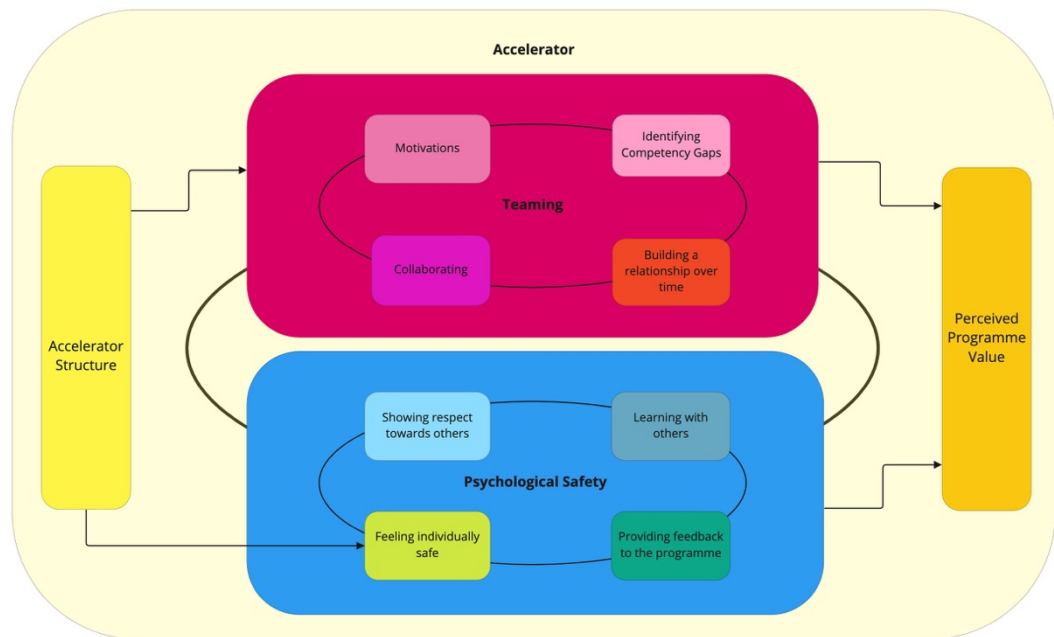 Accelerator
Motivations
Identifying
Competency Gaps
Teaming
Collaborating
Building a
relationship over
time
Accelerator
Structure
Perceived
Programme
Value
Showing respect
towards others
Learning with
others
Psychological Safety
Feeling individually
safe
Providing feedback
to the programme